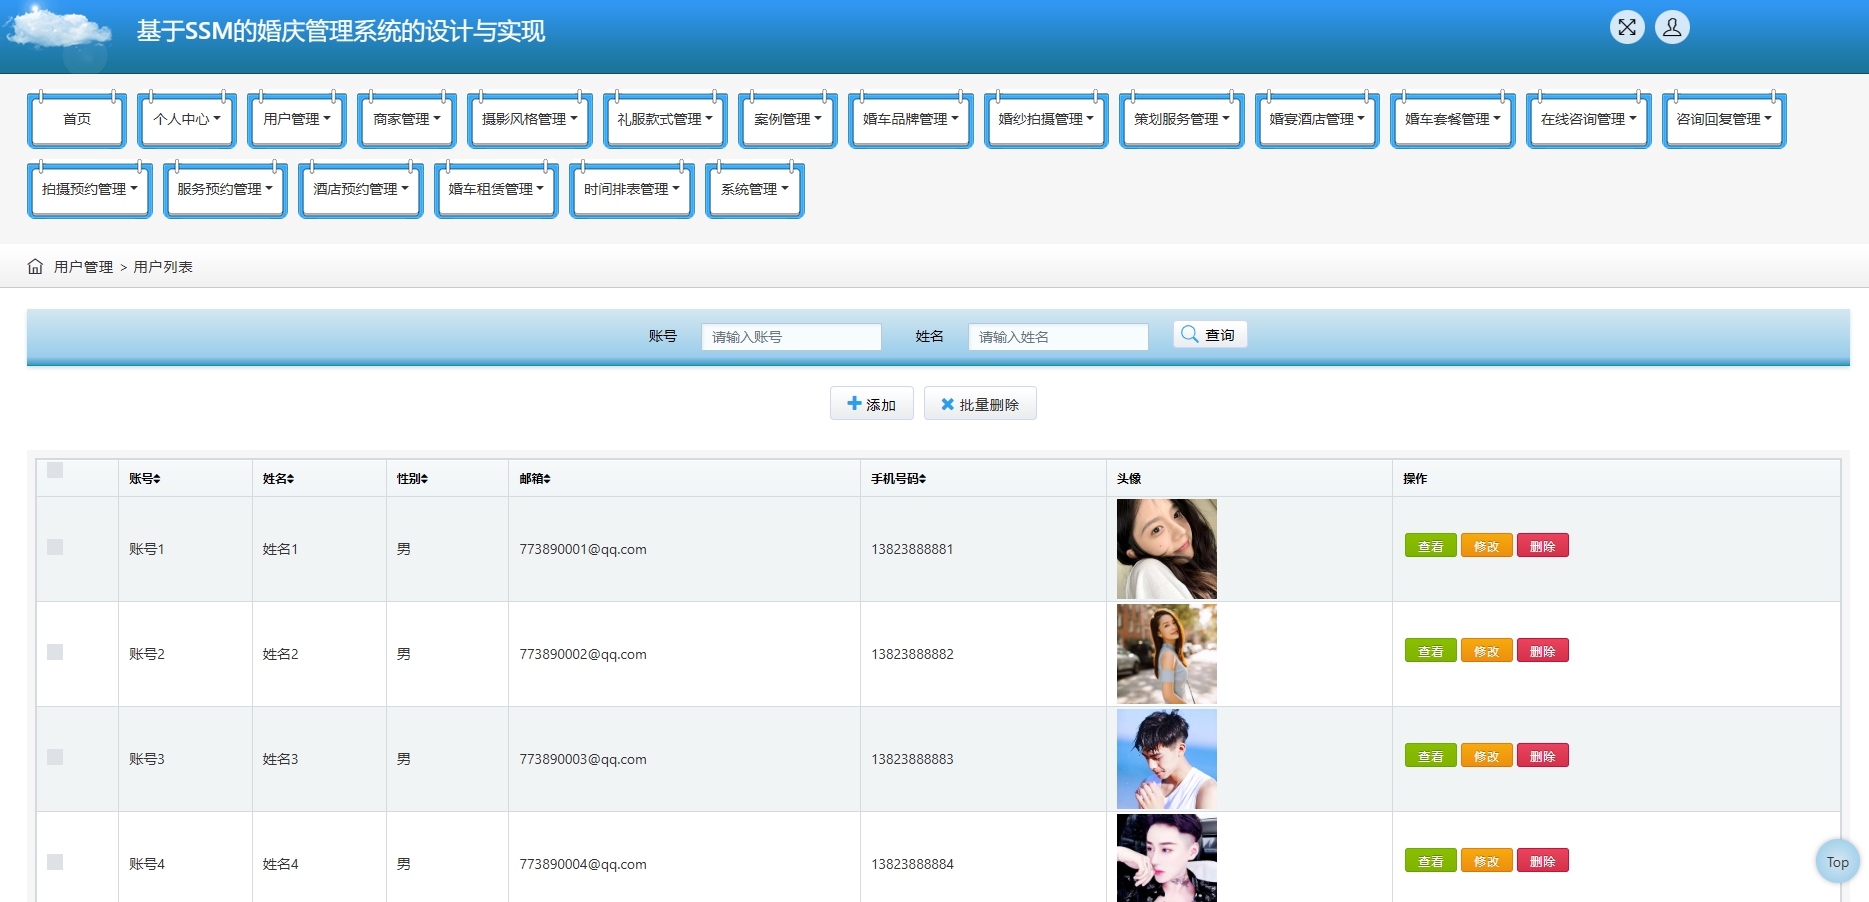 基于SSM的婚庆管理系统的设计与实现
首页 个人中心 用户管理 商家管理 摄影风格管理 礼服款式管理 案例管理 婚车品牌管理 婚纱拍摄管理 策划服务管理 婚宴酒店管理 婚车套餐管理 在线咨询管理 咨询回复管理
拍摄预约管理 服务预约管理 酒店预约管理 婚车租赁管理 时间排表管理 系统管理
用户管理 > 用户列表
账号 请输入账号 姓名 请输入姓名 查询
添加 批量删除
账号 姓名 性别 邮箱 手机号码 头像 操作
账号1 姓名1 男 773890001@qq.com 13823888881 查看 修改 删除
账号2 姓名2 男 773890002@qq.com 13823888882 查看 修改 删除
账号3 姓名3 男 773890003@qq.com 13823888883 查看 修改 删除
账号4 姓名4 男 773890004@qq.com 13823888884 查看 修改 删除
Top